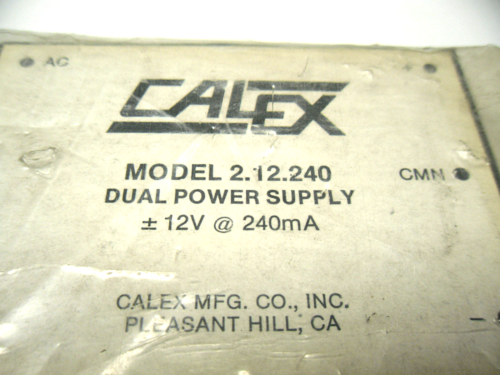 AC +
CALEX
MODEL 2.12.240
CMN
DUAL POWER SUPPLY
± 12V @ 240mA
CALEX MFG. CO., INC.
PLEASANT HILL, CA
-